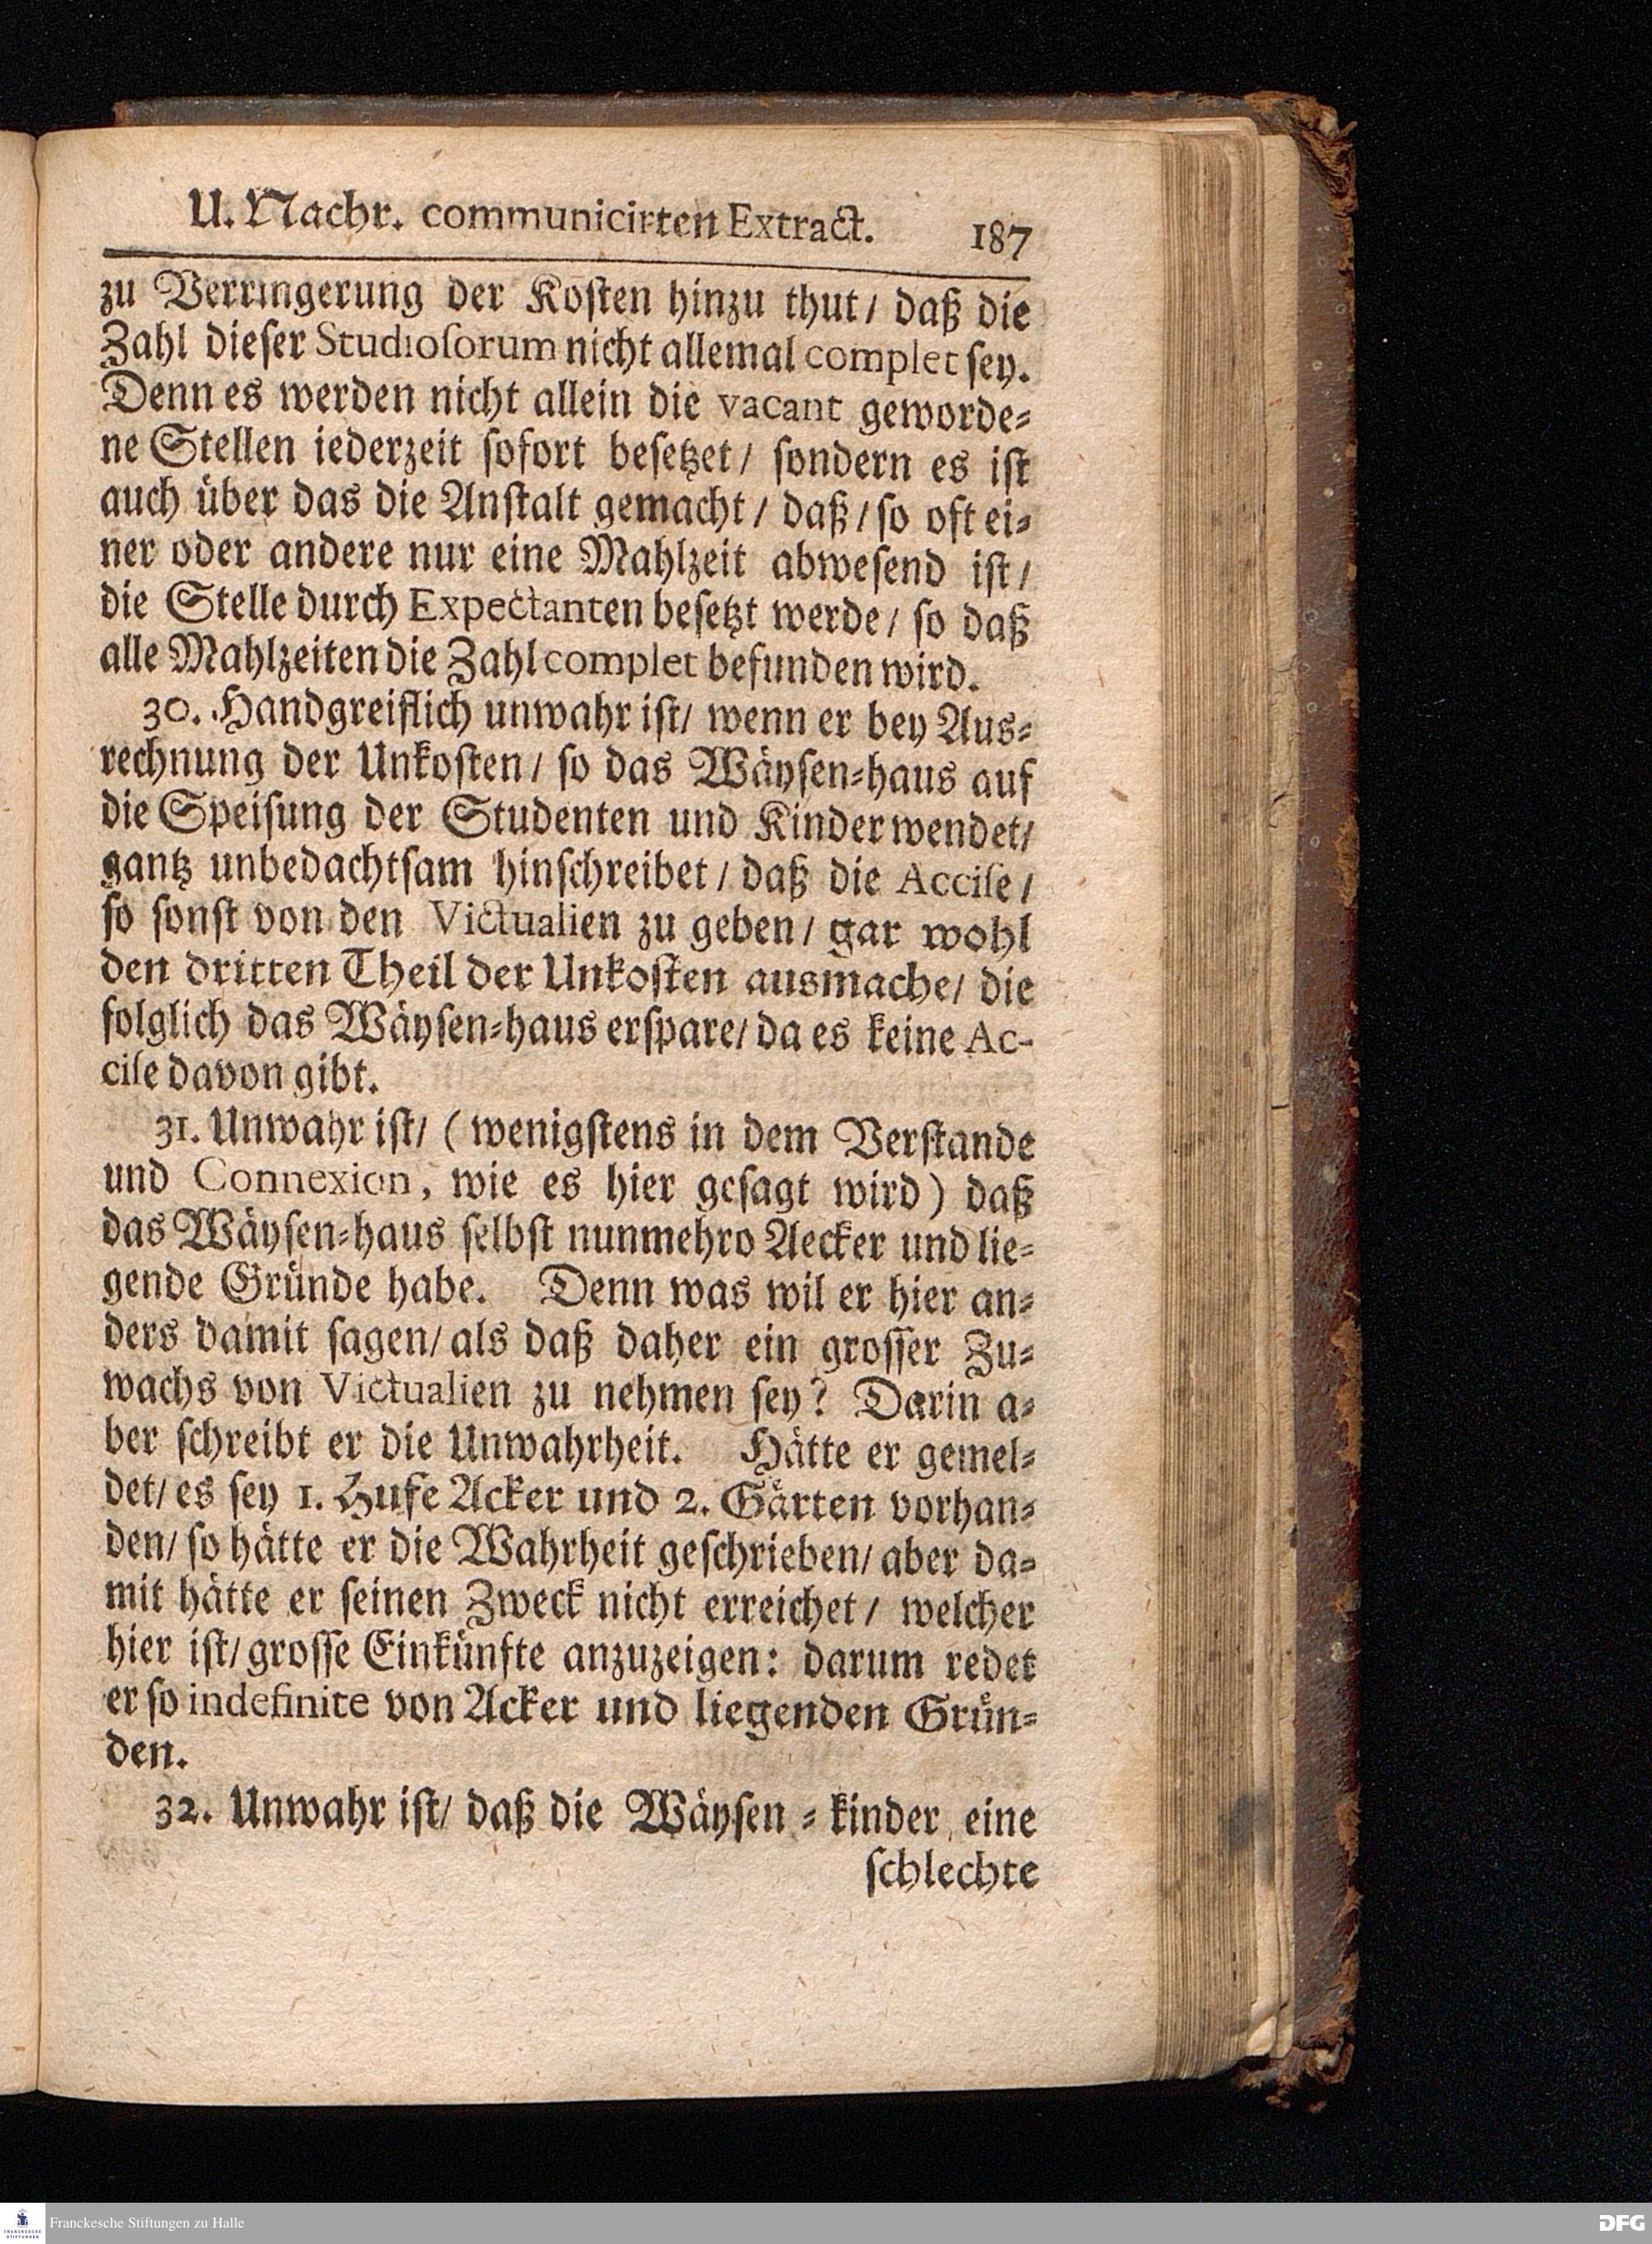 U. Nachr. communicirten Extract. 187
zu Verringerung der Kosten hinzu thut/ daß die
Zahl dieser Studiosorum nicht allemal complet sey.
Denn es werden nicht allein die vacant geworde-
ne Stellen iederzeit sofort besetzet/ sondern es ist
auch über das die Anstalt gemacht/ daß/ so oft ei-
ner oder andere nur eine Mahlzeit abwesend ist/
die Stelle durch Expectanten besetzt werde/ so daß
alle Mahlzeiten die Zahl complet befunden wird.
30. Handgreiflich unwahr ist/ wenn er bey Aus-
rechnung der Unkosten/ so das Wäysen-haus auf
die Speisung der Studenten und Kinder wendet/
gantz unbedachtsam hinschreibet/ daß die Accise/
so sonst von den Victualien zu geben/ gar wohl
den dritten Theil der Unkosten ausmache/ die
folglich das Wäysen-haus erspare/ da es keine Ac-
cise davon gibt.
31. Unwahr ist/ (wenigstens in dem Verstande
und Connexion, wie es hier gesagt wird) daß
das Wäysen-haus selbst nunmehro Aecker und lie-
gende Gründe habe. Denn was wil er hier an-
ders damit sagen/ als daß daher ein grosser Zu-
wachs von Victualien zu nehmen sey? Darin a-
ber schreibt er die Unwahrheit. Hätte er gemel-
det/ es sey 1. Hufe Acker und 2. Gärten vorhan-
den/ so hätte er die Wahrheit geschrieben/ aber da-
mit hätte er seinen Zweck nicht erreichet/ welcher
hier ist/ grosse Einkünfte anzuzeigen: darum redet
er so indefinite von Acker und liegenden Grün-
den.
32. Unwahr ist/ daß die Wäysen-kinder eine
schlechte
Franckesche Stiftungen zu Halle
DFG